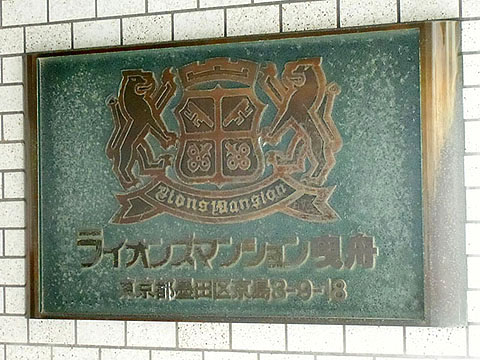 Lions Mansion
ライオンズマンション曳舟
東京都墨田区京島3-9-18